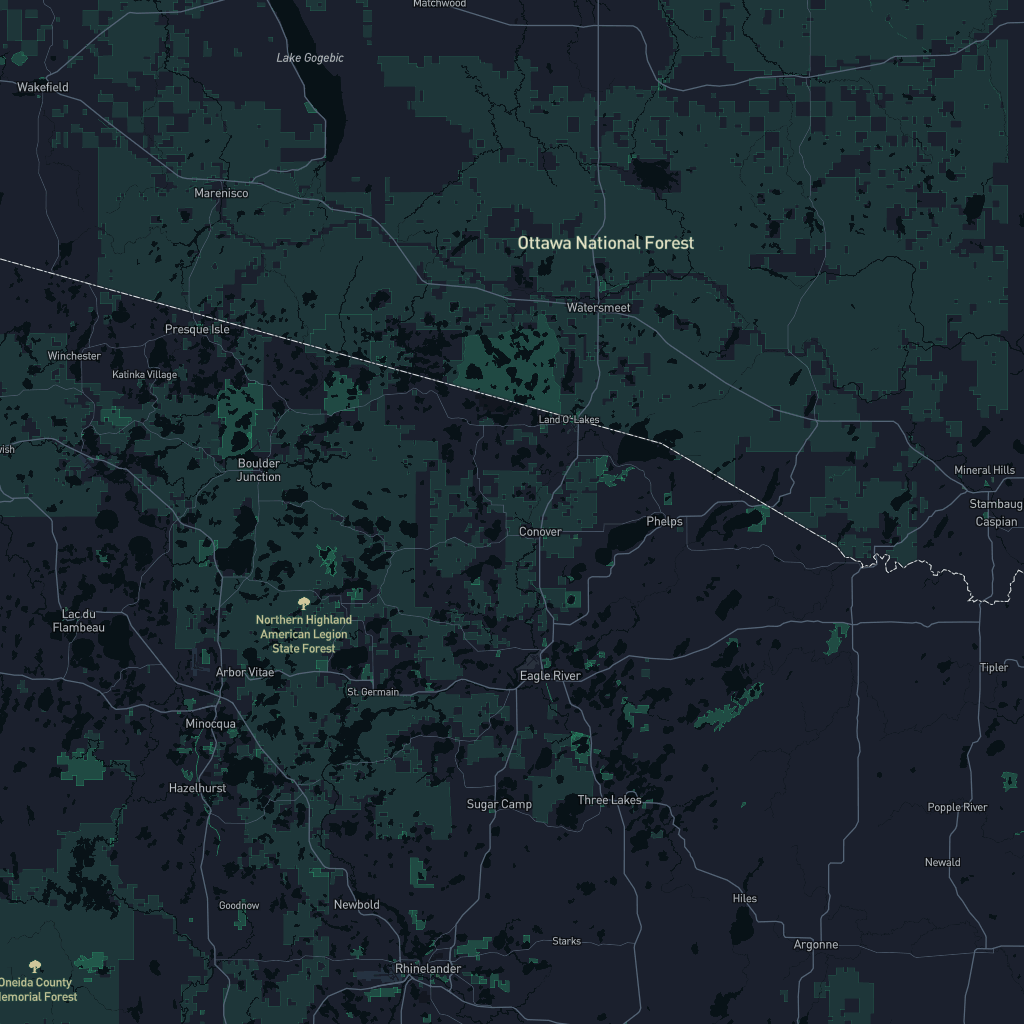 Matchwood
Lake Gogebic
Wakefield
Marenisco
Ottawa National Forest
Watersmeet
Presque Isle
Winchester
Katinka Village
Land O' Lakes
Boulder
Junction
Mineral Hills
Stambaug
Caspian
Phelps
Conover
Lac du
Flambeau
Northern Highland
American Legion
State Forest
Arbor Vitae
St. Germain
Eagle River
Tipler
Minocqua
Hazelhurst
Sugar Camp
Three Lakes
Popple River
Newald
Goodnow
Newbold
Hiles
Starks
Argonne
Rhinelander
Oneida County
Memorial Forest